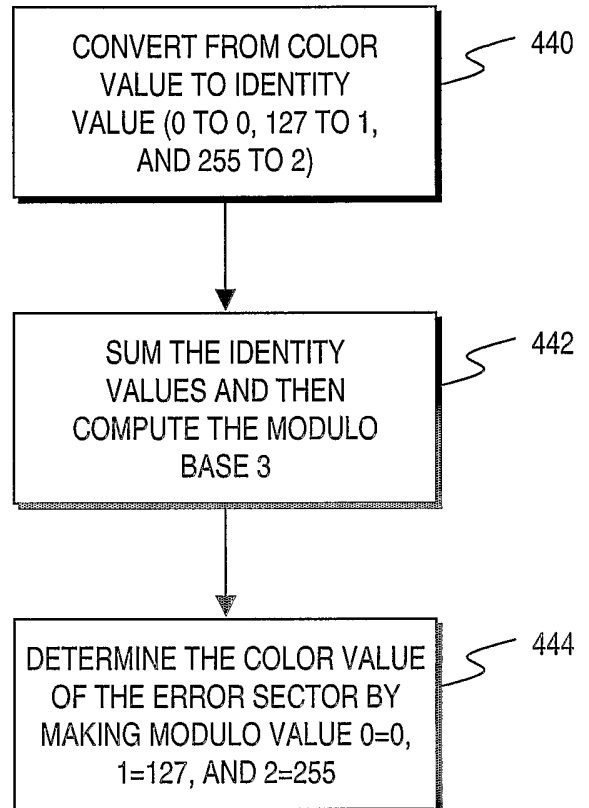 CONVERT FROM COLOR
VALUE TO IDENTITY
VALUE (0 TO 0, 127 TO 1,
AND 255 TO 2)
440
SUM THE IDENTITY
VALUES AND THEN
COMPUTE THE MODULO
BASE 3
442
DETERMINE THE COLOR VALUE
OF THE ERROR SECTOR BY
MAKING MODULO VALUE 0=0,
1=127, AND 2=255
444